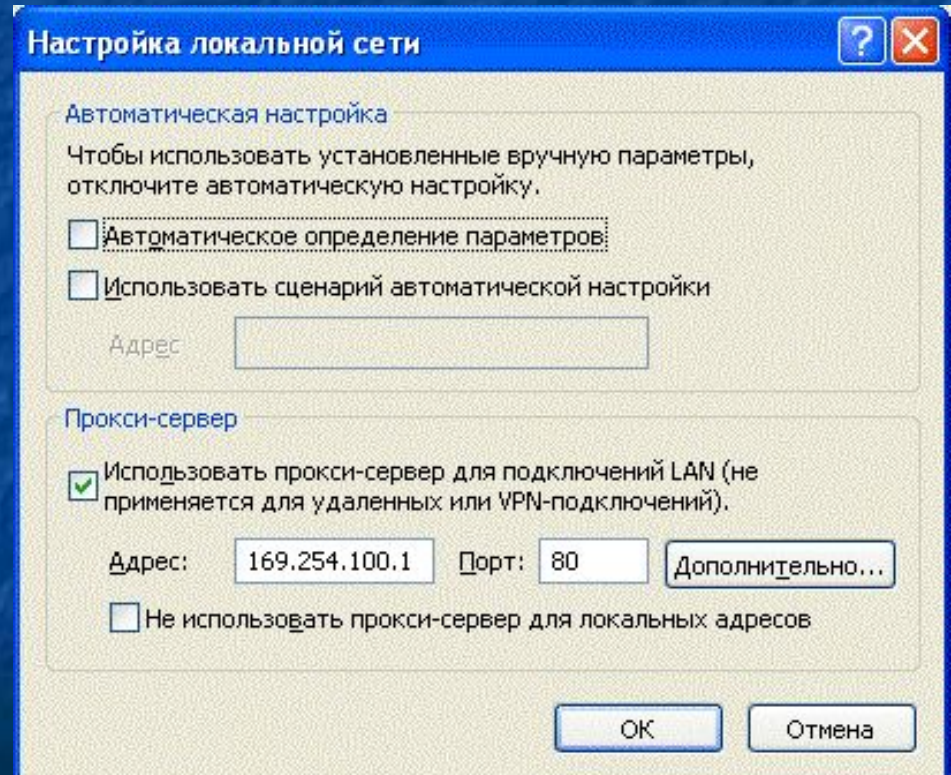 Настройка локальной сети
Автоматическая настройка
Чтобы использовать установленные вручную параметры,
отключите автоматическую настройку.
Автоматическое определение параметров
Использовать сценарий автоматической настройки
Адрес
Прокси-сервер
Использовать прокси-сервер для подключений LAN (не
применяется для удаленных или VPN-подключений).
Адрес: 169.254.100.1 Порт: 80 Дополнительно...
Не использовать прокси-сервер для локальных адресов
ОК Отмена